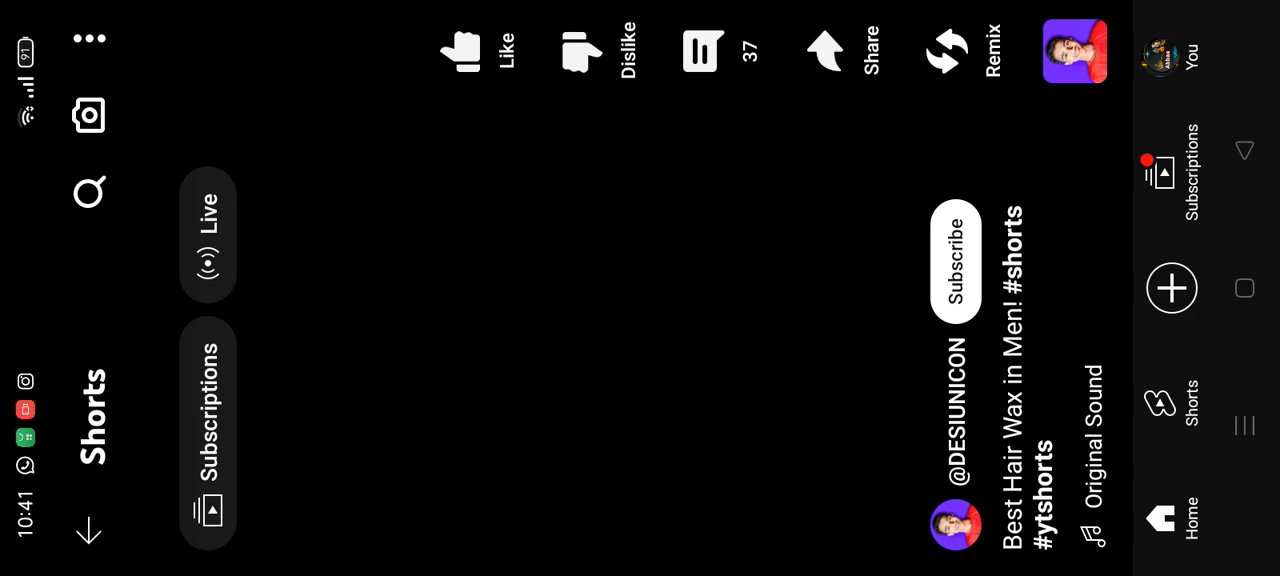 10:41
91
Shorts
Subscriptions
Live
Like
Dislike
37
Share
Remix
@DESIUNICON
Subscribe
Best Hair Wax in Men! #shorts
#ytshorts
Original Sound
Home
Shorts
Subscriptions
You